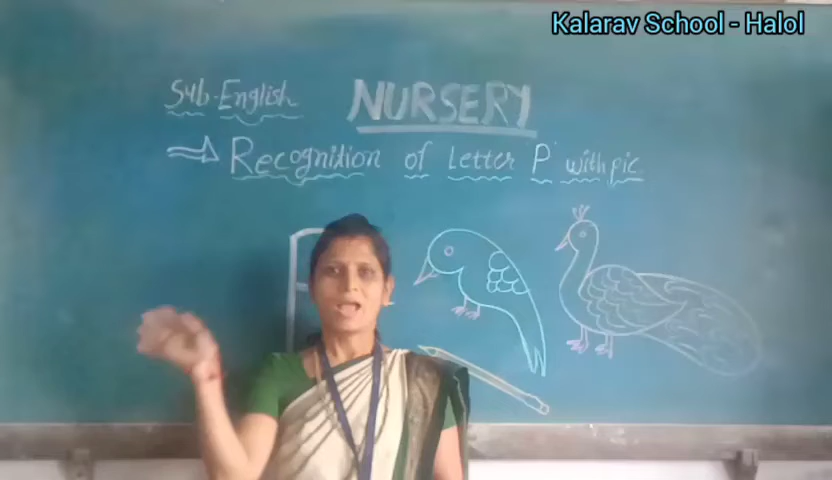 Kalarav School - Halol
Sub-English NURSERY
⇒ Recognition of Letter P with pic.
P